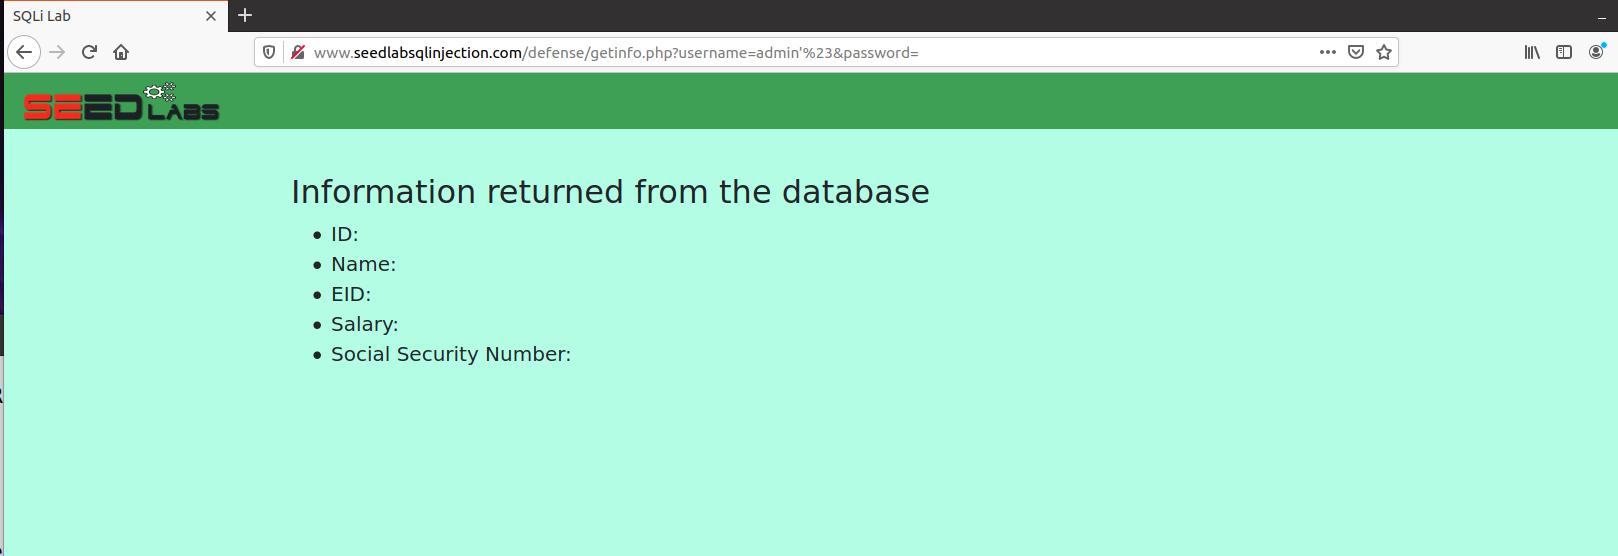 SQLi Lab
www.seedlabsqlinjection.com/defense/getinfo.php?username=admin'%23&password=
SEED LABS
Information returned from the database
ID:
Name:
EID:
Salary:
Social Security Number: